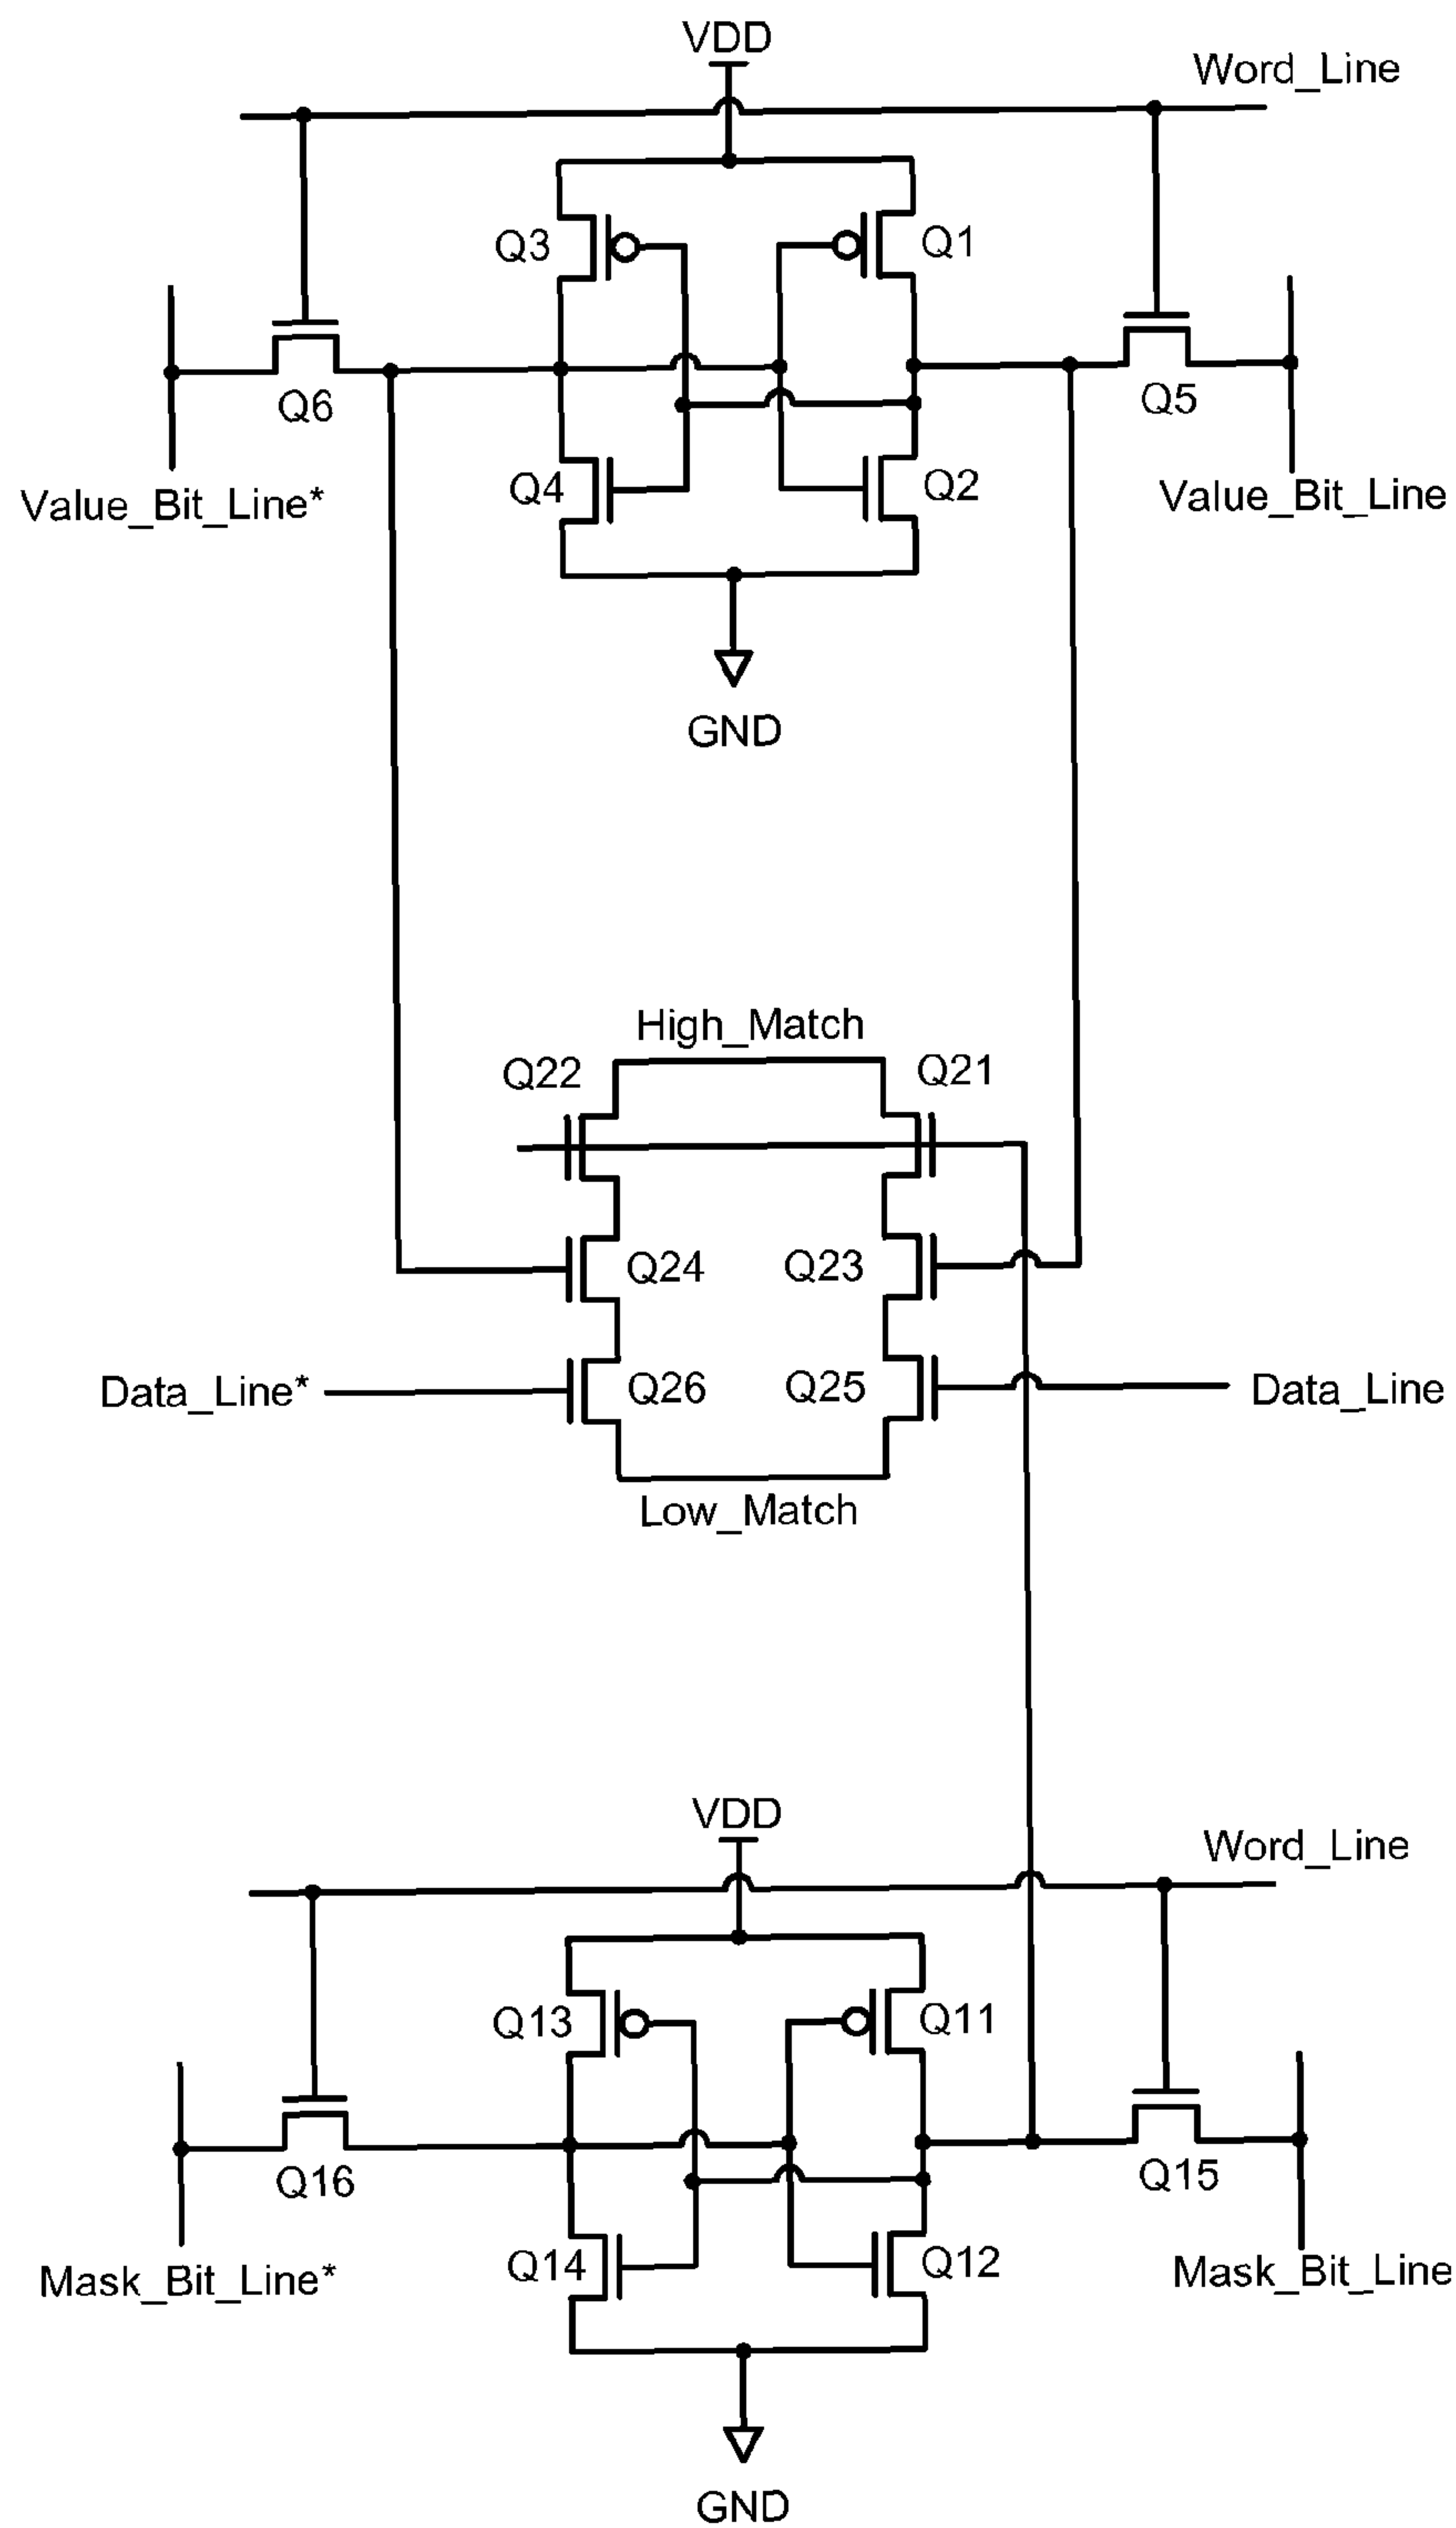 VDD
Word_Line
Q3
Q1
Q6
Q5
Q4
Q2
Value_Bit_Line*
Value_Bit_Line
GND
High_Match
Q22
Q21
Q24
Q23
Data_Line*
Q26
Q25
Data_Line
Low_Match
VDD
Word_Line
Q13
Q11
Q16
Q15
Q14
Q12
Mask_Bit_Line*
Mask_Bit_Line
GND